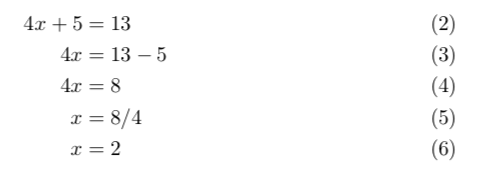 4x + 5 = 13 (2)
4x = 13 − 5 (3)
4x = 8 (4)
x = 8/4 (5)
x = 2 (6)